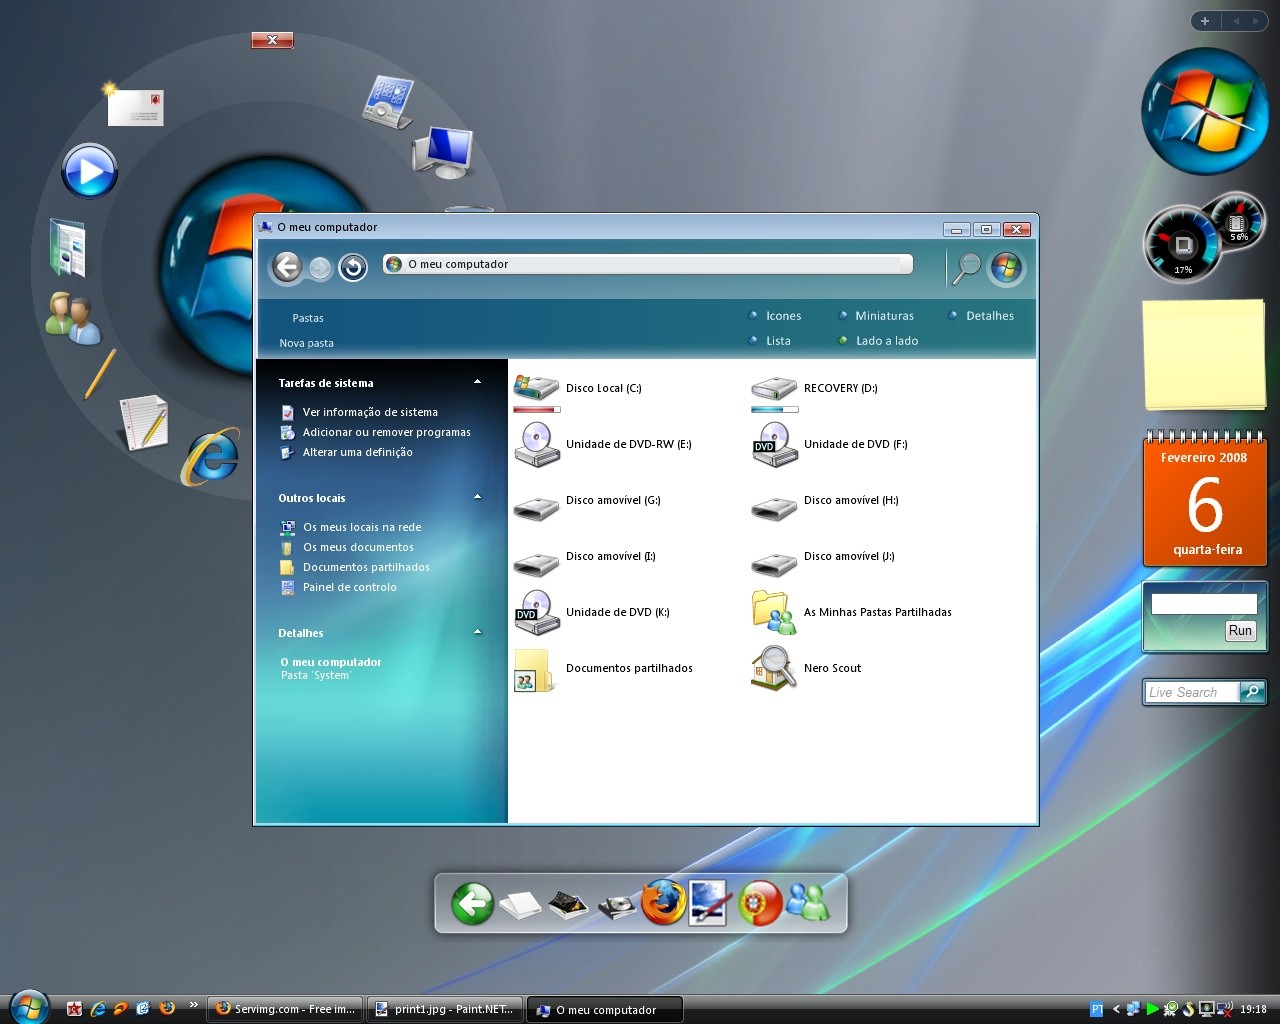 O meu computador
O meu computador
Pastas
Nova pasta
Icones
Miniaturas
Detalhes
Lista
Lado a lado
Tarefas de sistema
Ver informação de sistema
Adicionar ou remover programas
Alterar uma definição
Outros locais
Os meus locais na rede
Os meus documentos
Documentos partilhados
Painel de controlo
Detalhes
O meu computador
Pasta 'System'
Disco Local (C:)
RECOVERY (D:)
Unidade de DVD-RW (E:)
DVD
Unidade de DVD (F:)
Disco amovível (G:)
Disco amovível (H:)
Disco amovível (I:)
Disco amovível (J:)
DVD
Unidade de DVD (K:)
As Minhas Pastas Partilhadas
Documentos partilhados
Nero Scout
56%
17%
Fevereiro 2008
6
quarta-feira
Run
Live Search
Servimg.com - Free im...
print1.jpg - Paint.NET...
O meu computador
PT
19:18